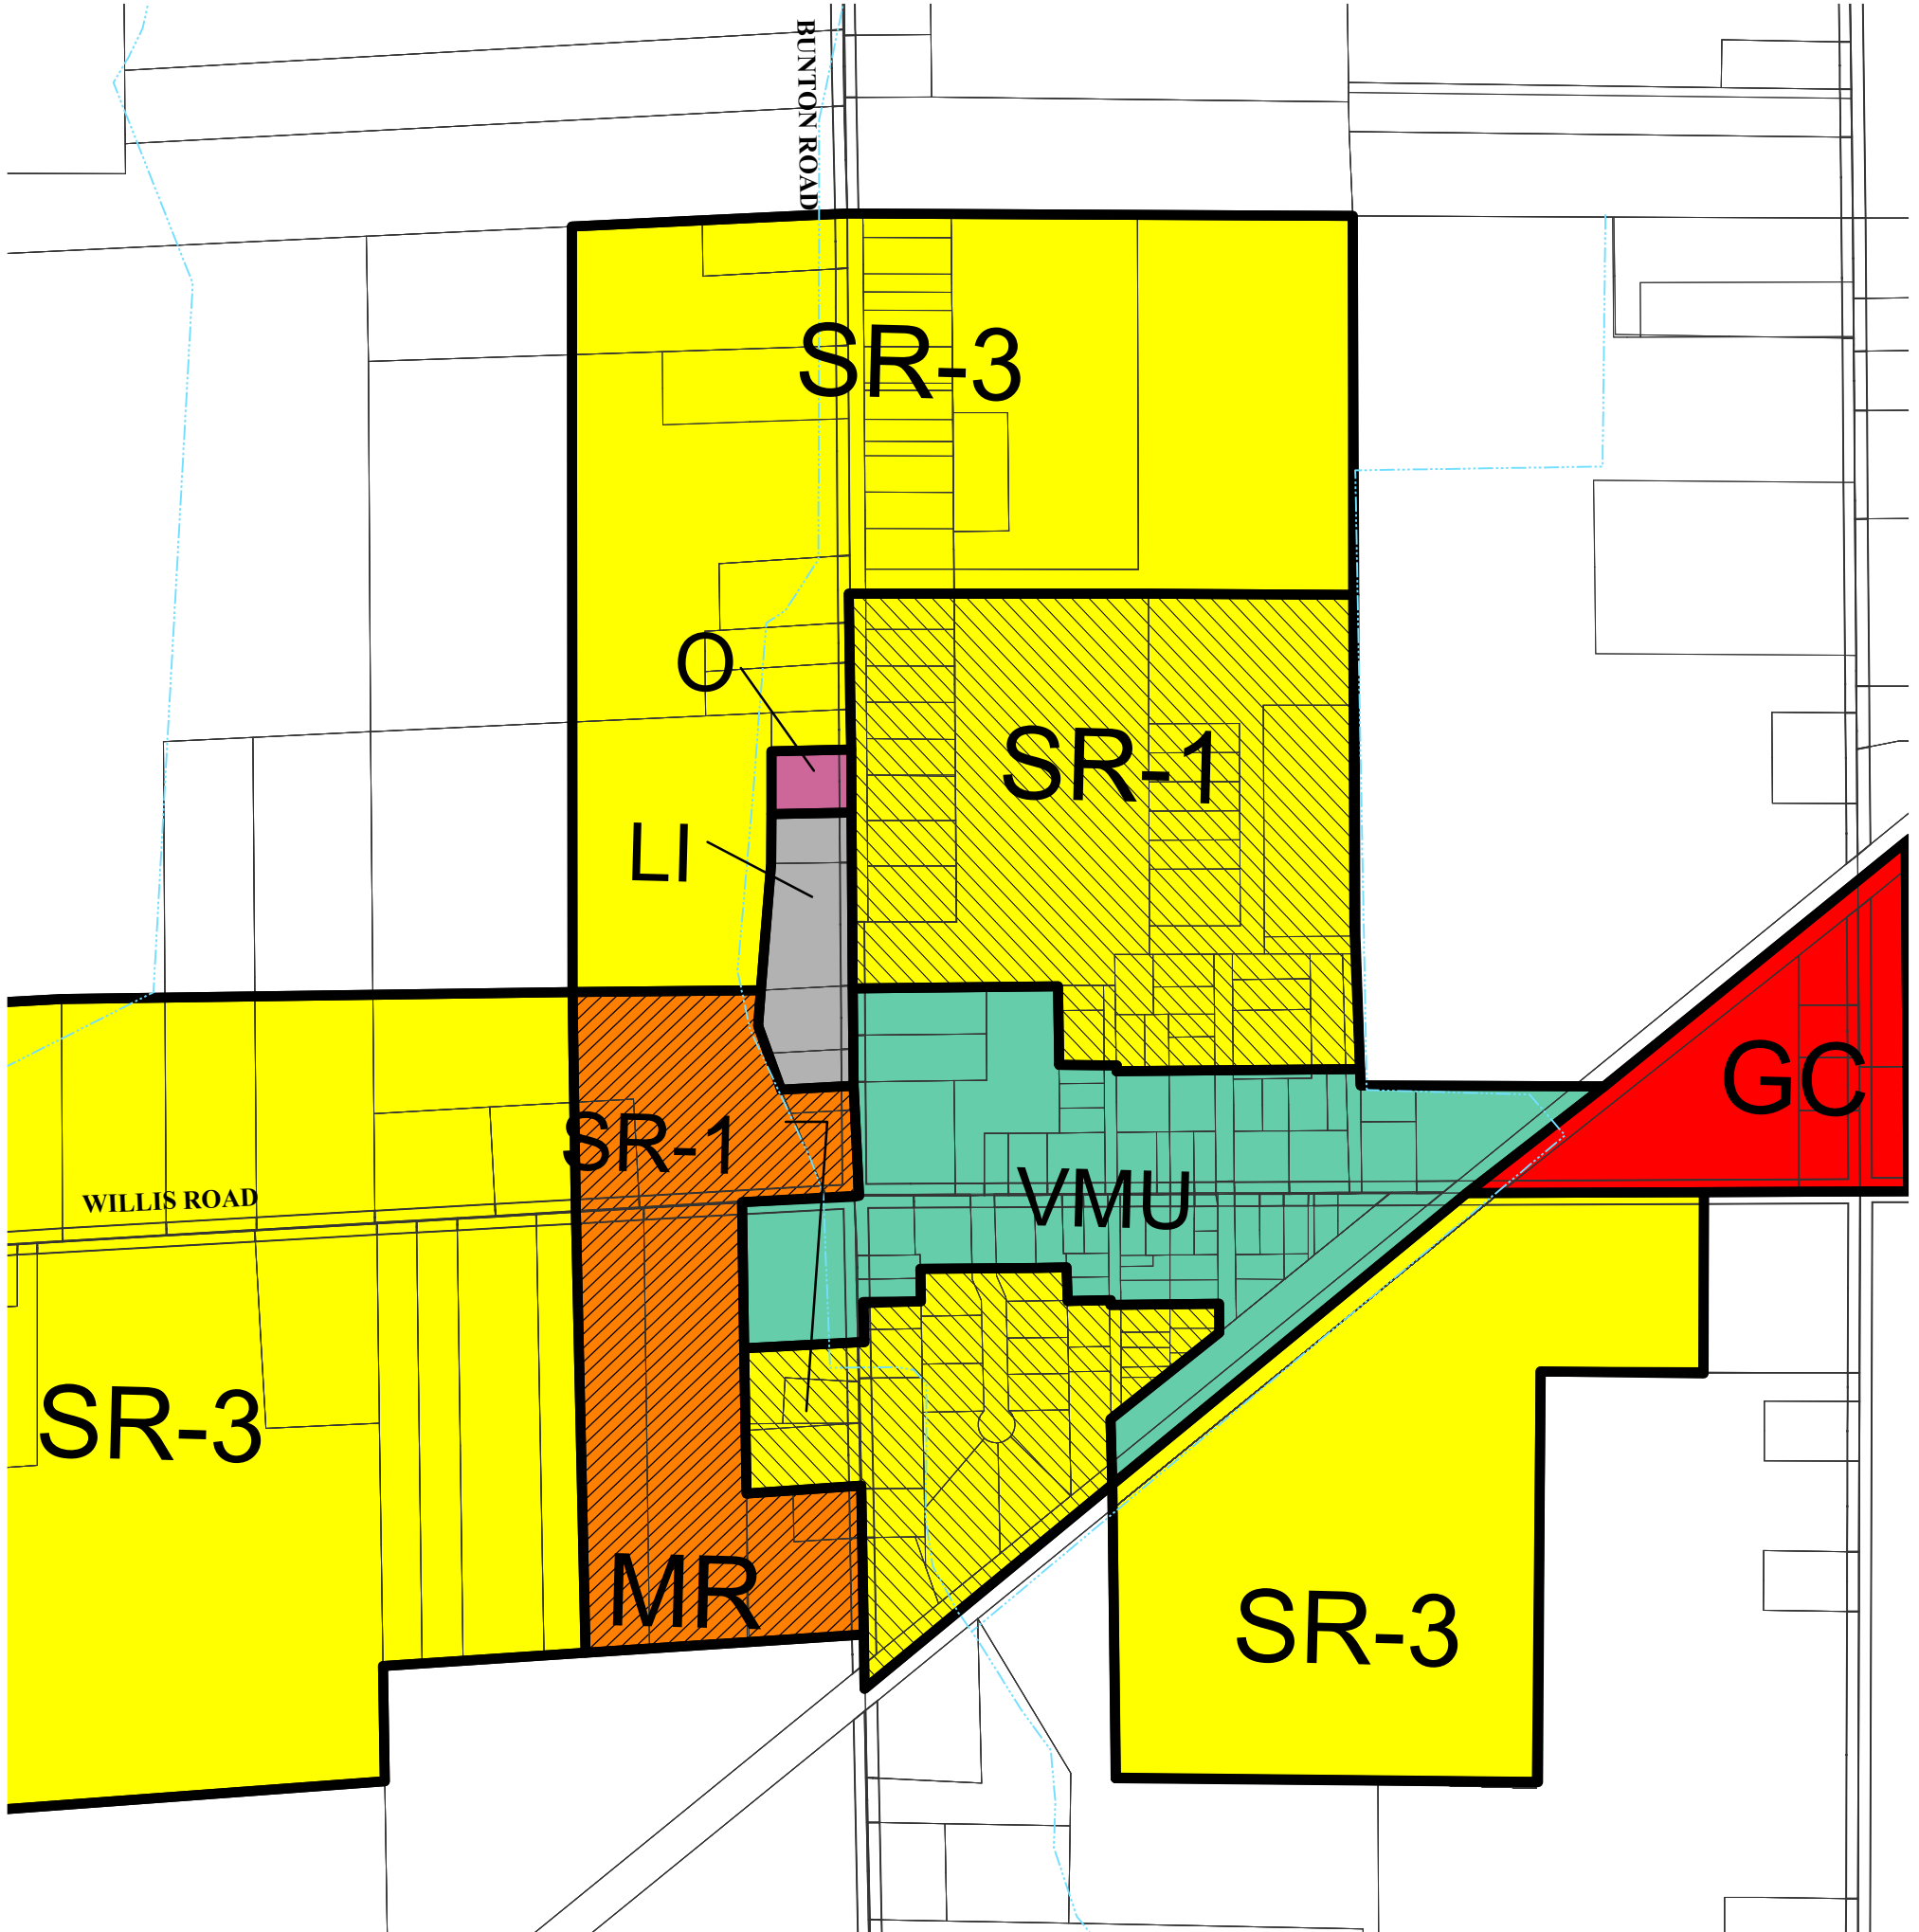 BUNTON ROAD
SR-3
O
SR-1
LI
GC
SR-1
VMU
WILLIS ROAD
SR-3
MR
SR-3